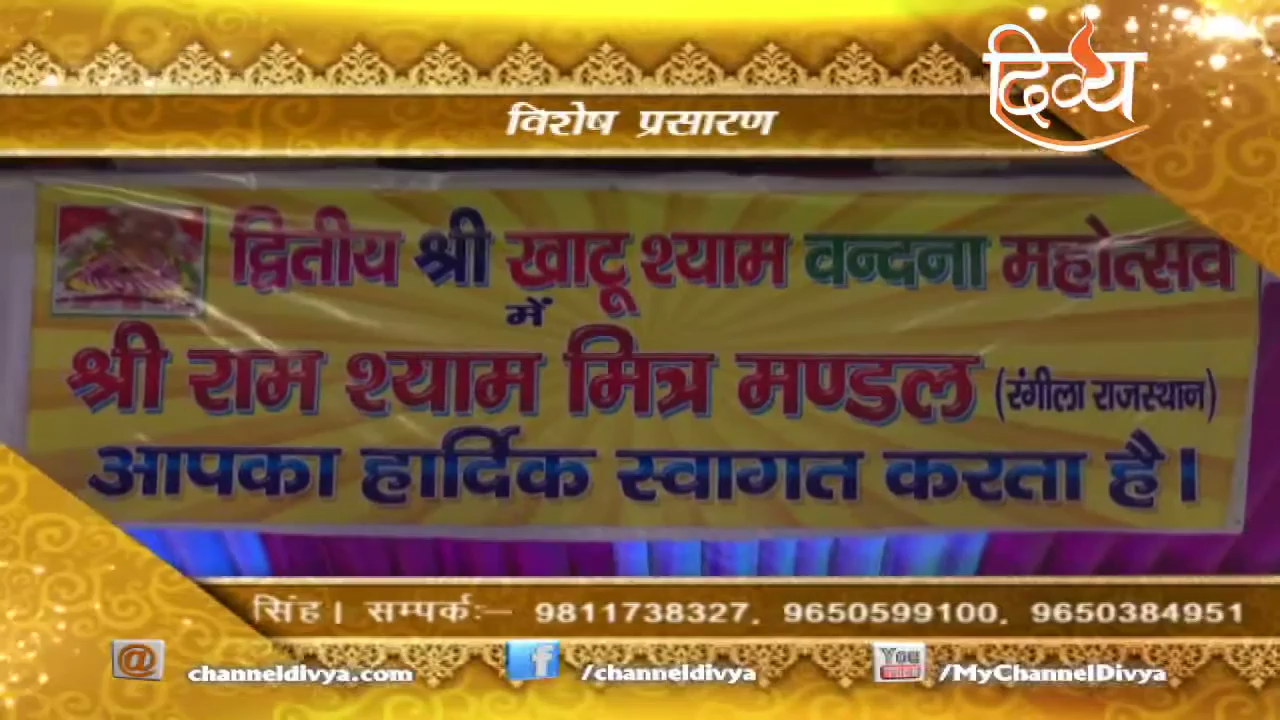 दिव्य
विशेष प्रसारण
द्वितीय श्री खाटू श्याम वन्दना महोत्सव
में
श्री राम श्याम मित्र मण्डल (रंगीला राजस्थान)
आपका हार्दिक स्वागत करता है।
सिंह। सम्पर्कः– 9811738327, 9650599100, 9650384951
@ channeldivya.com f /channeldivya You /MyChannelDivya